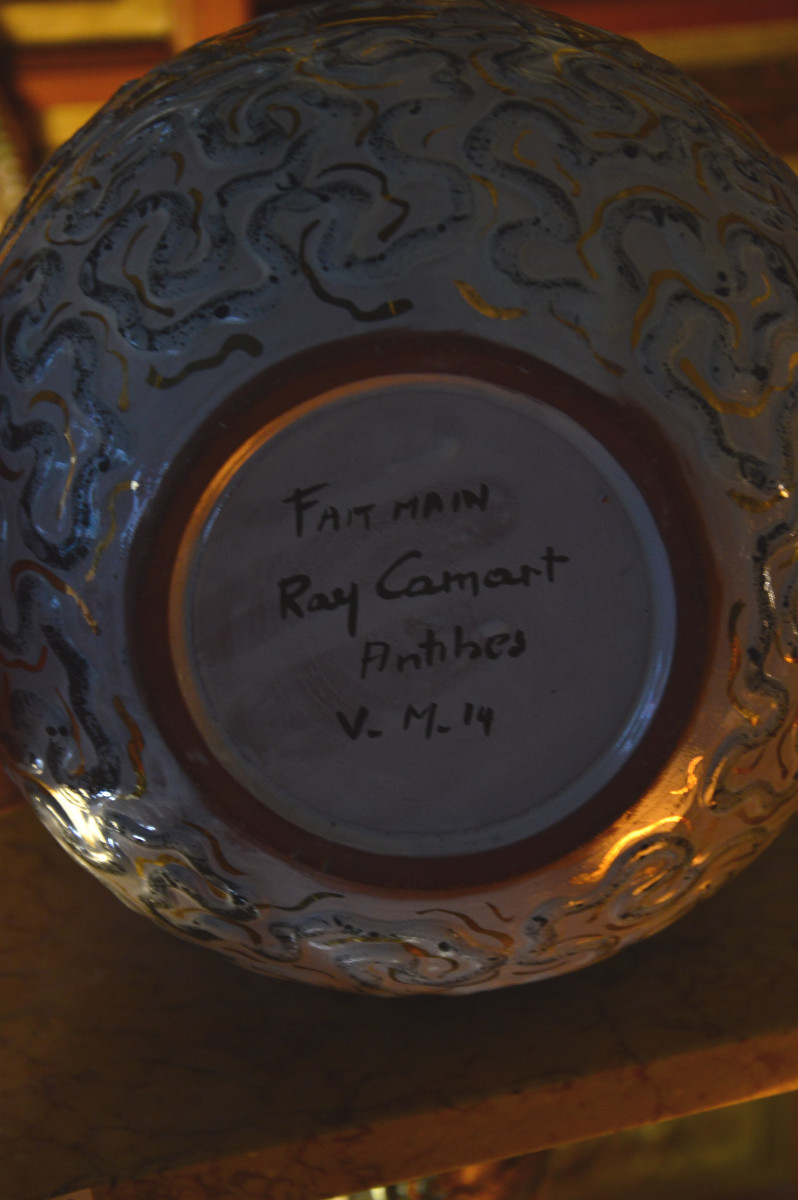 FAIT MAIN
Ray Camart
Antibes
V. M. 14